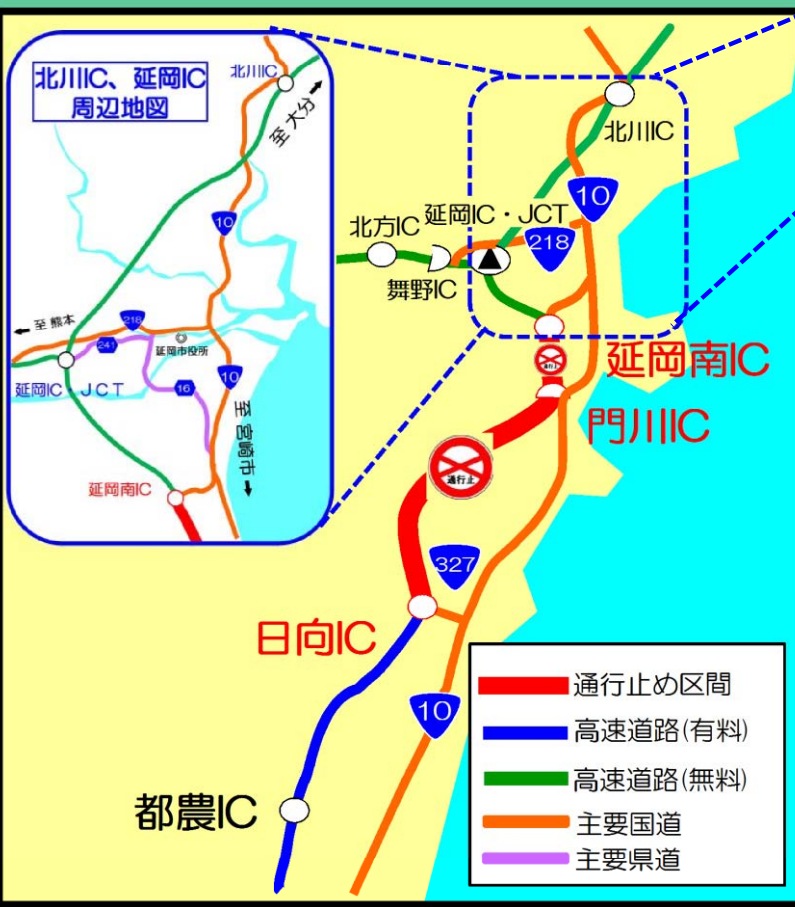 北川IC、延岡IC
周辺地図
北川IC
至 大分
10
至 熊本
218
241
延岡市役所
延岡IC・JCT
16
10
至 宮崎市
延岡南IC
北川IC
10
北方IC
延岡IC・JCT
218
舞野IC
延岡南IC
通行止
門川IC
通行止
327
日向IC
10
都農IC
通行止め区間
高速道路(有料)
高速道路(無料)
主要国道
主要県道